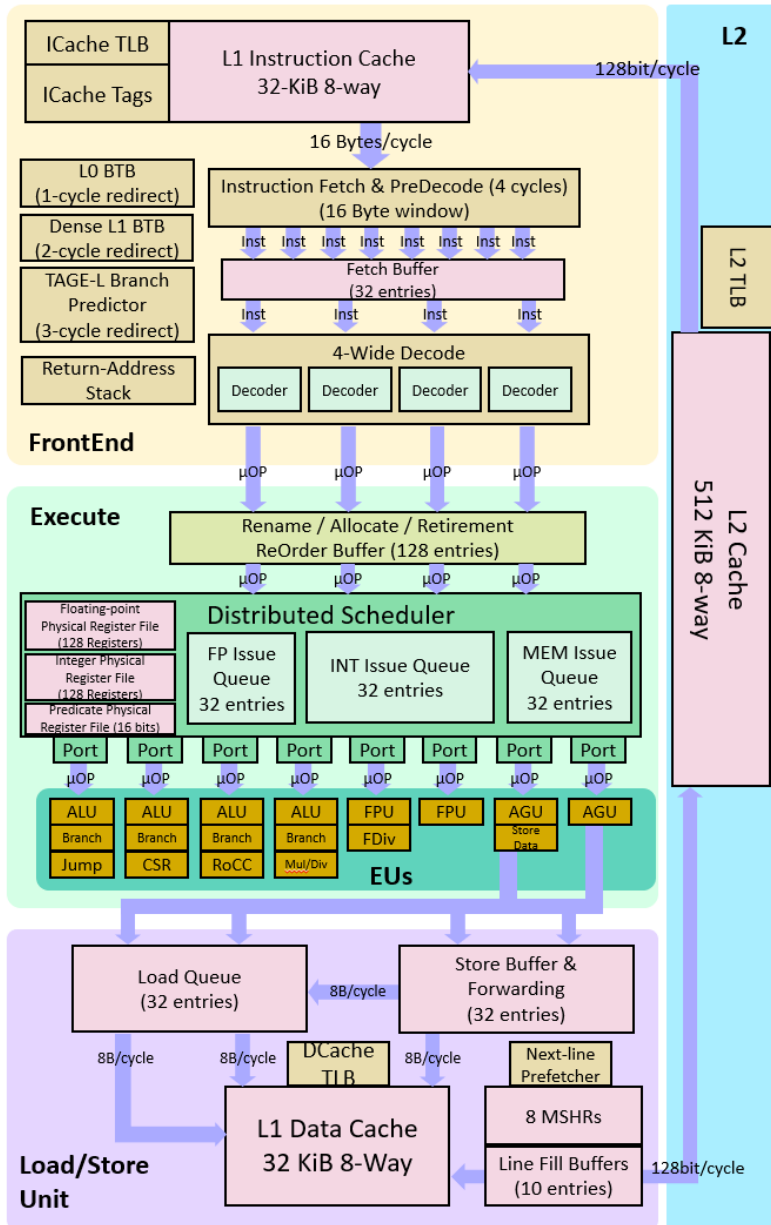 ICache TLB
ICache Tags
L1 Instruction Cache
32-KiB 8-way
128bit/cycle
L2
16 Bytes/cycle
L0 BTB
(1-cycle redirect)
Dense L1 BTB
(2-cycle redirect)
TAGE-L Branch
Predictor
(3-cycle redirect)
Return-Address
Stack
Instruction Fetch & PreDecode (4 cycles)
(16 Byte window)
Inst Inst Inst Inst Inst Inst Inst Inst
Fetch Buffer
(32 entries)
Inst Inst Inst Inst
4-Wide Decode
Decoder Decoder Decoder Decoder
FrontEnd
μOP μOP μOP μOP
L2 TLB
L2 Cache
512 KiB 8-way
Execute
Rename / Allocate / Retirement
ReOrder Buffer (128 entries)
μOP μOP μOP μOP
Distributed Scheduler
Floating-point
Physical Register File
(128 Registers)
Integer Physical
Register File
(128 Registers)
Predicate Physical
Register File (16 bits)
FP Issue
Queue
32 entries
INT Issue Queue
32 entries
MEM Issue
Queue
32 entries
Port Port Port Port Port Port Port Port
μOP μOP μOP μOP μOP μOP μOP μOP
ALU ALU ALU ALU FPU FPU AGU AGU
Branch Branch Branch Branch FDiv Store
Data
Jump CSR RoCC Mul/Div
EUs
Load Queue
(32 entries)
8B/cycle
Store Buffer &
Forwarding
(32 entries)
8B/cycle 8B/cycle 8B/cycle
DCache
TLB
Next-line
Prefetcher
L1 Data Cache
32 KiB 8-Way
8 MSHRs
Line Fill Buffers
(10 entries)
128bit/cycle
Load/Store
Unit